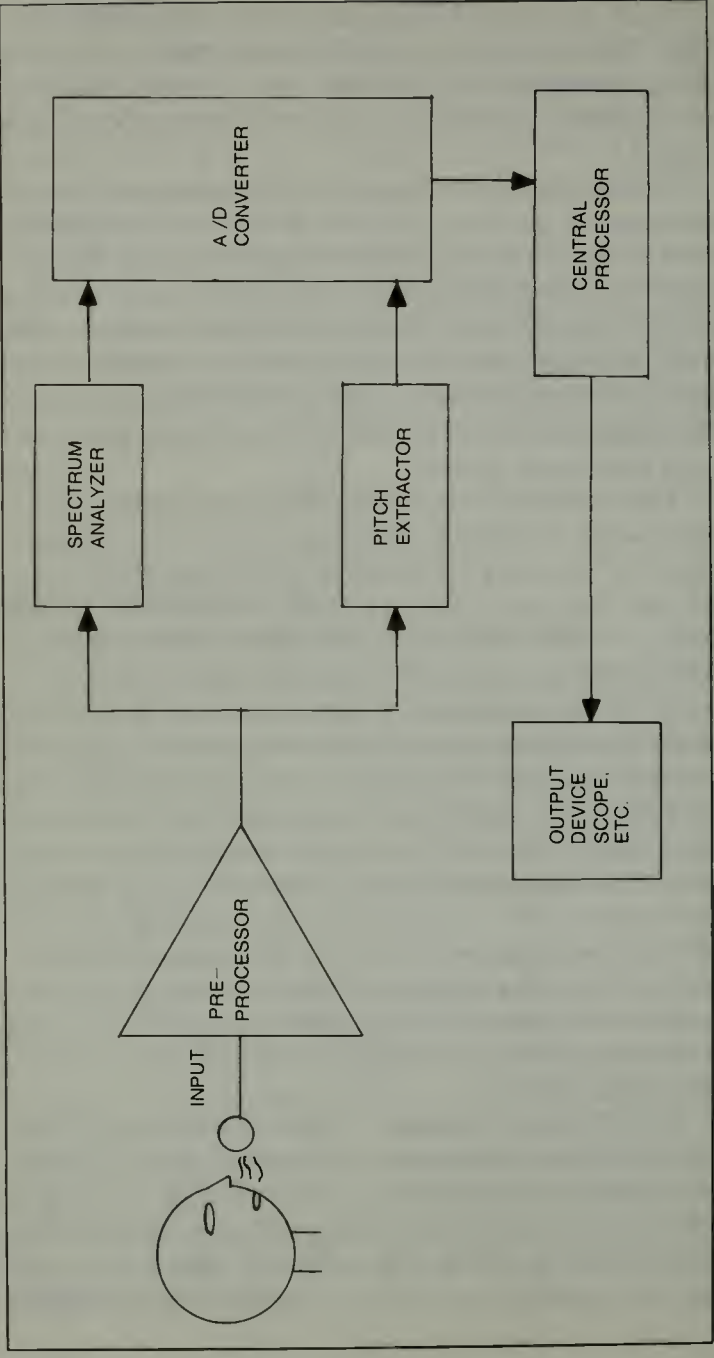 INPUT
PRE–
PROCESSOR
SPECTRUM
ANALYZER
PITCH
EXTRACTOR
A/D
CONVERTER
CENTRAL
PROCESSOR
OUTPUT
DEVICE
SCOPE,
ETC.